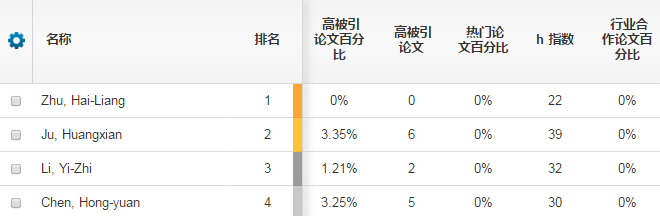 名称 排名 高被引论文百分比 高被引论文 热门论文百分比 h 指数 行业合作论文百分比
Zhu, Hai-Liang 1 0% 0 0% 22 0%
Ju, Huangxian 2 3.35% 6 0% 39 0%
Li, Yi-Zhi 3 1.21% 2 0% 32 0%
Chen, Hong-yuan 4 3.25% 5 0% 30 0%